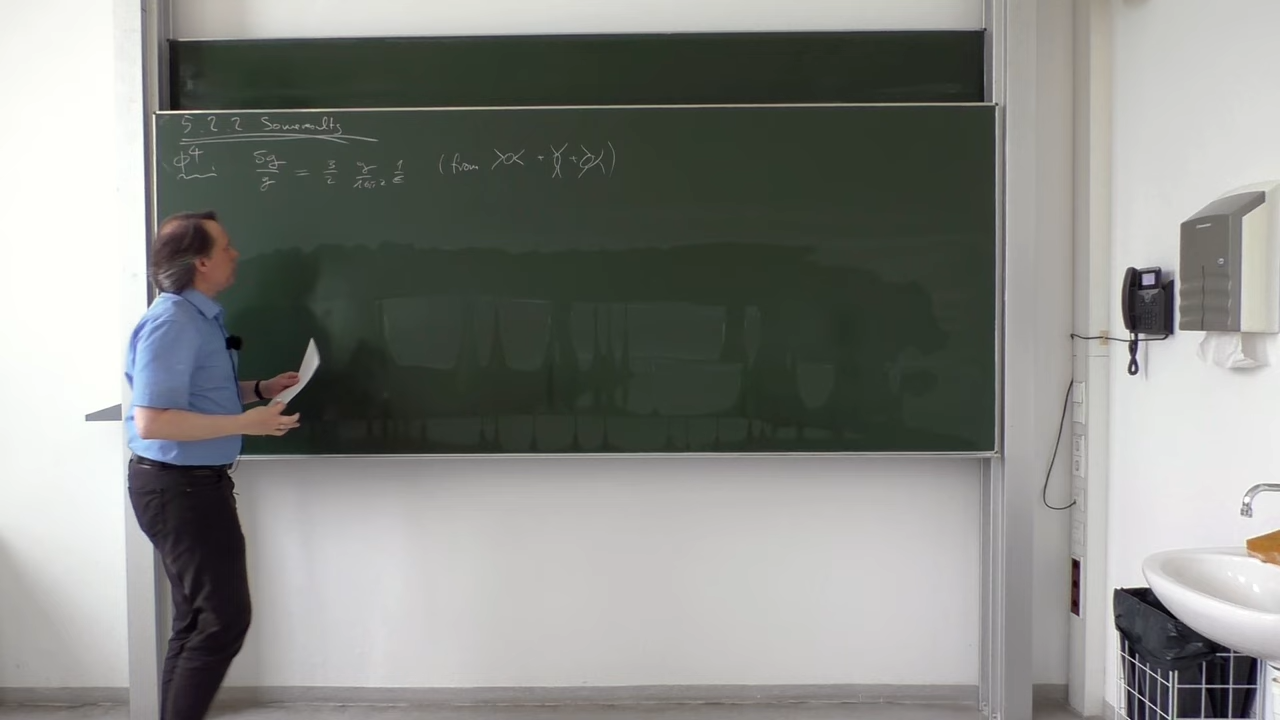 5.2.2 Some results
ϕ⁴: δg/g = 3/2 g/16π² 1/ε (from + + )